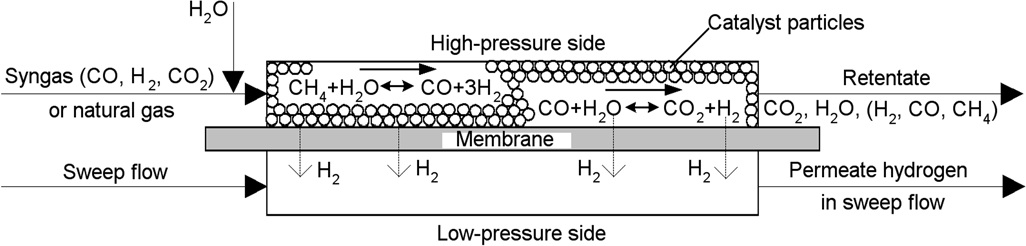 H₂O
Catalyst particles
High-pressure side
Syngas (CO, H₂, CO₂)
or natural gas
CH₄+H₂O↔CO+3H₂
CO+H₂O↔CO₂+H₂
Retentate
CO₂, H₂O, (H₂, CO, CH₄)
Membrane
Sweep flow
H₂
H₂
H₂
H₂
Permeate hydrogen
in sweep flow
Low-pressure side